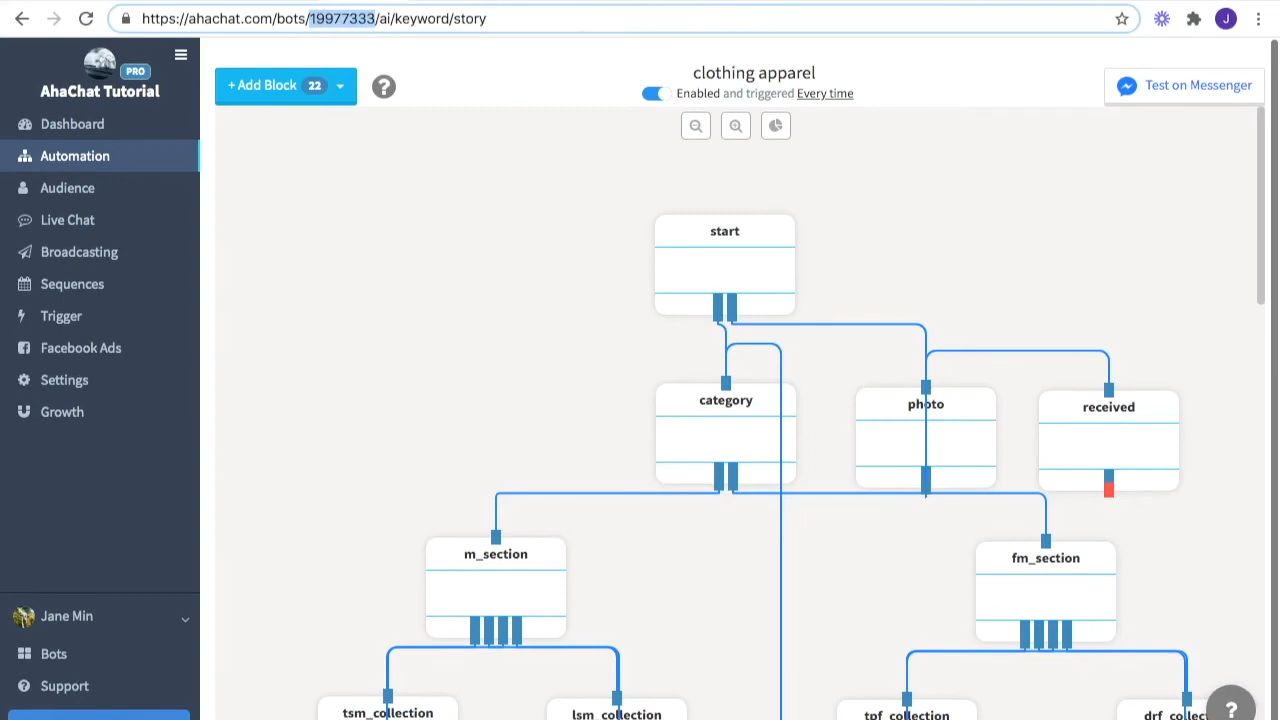 https://ahachat.com/bots/19977333/ai/keyword/story
J
PRO
AhaChat Tutorial
Dashboard
Automation
Audience
Live Chat
Broadcasting
Sequences
Trigger
Facebook Ads
Settings
Growth
Jane Min
Bots
Support
+ Add Block 22
?
clothing apparel
Enabled and triggered Every time
Test on Messenger
start
category
photo
received
m_section
fm_section
tsm_collection
lsm_collection
tpf_collection
drf_collec
?